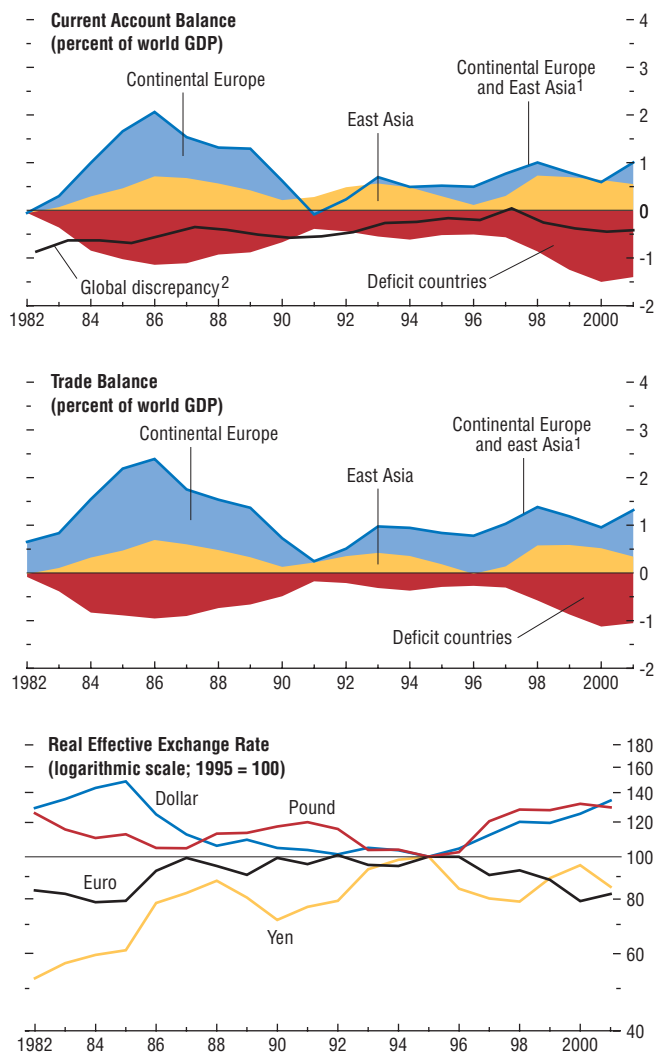 Current Account Balance
(percent of world GDP)
Continental Europe
East Asia
Continental Europe
and East Asia1
Global discrepancy2
Deficit countries
4
3
2
1
0
-1
-2
1982 84 86 88 90 92 94 96 98 2000
Trade Balance
(percent of world GDP)
Continental Europe
East Asia
Continental Europe
and east Asia1
Deficit countries
4
3
2
1
0
-1
-2
1982 84 86 88 90 92 94 96 98 2000
Real Effective Exchange Rate
(logarithmic scale; 1995 = 100)
Dollar
Pound
Euro
Yen
180
160
140
120
100
80
60
40
1982 84 86 88 90 92 94 96 98 2000